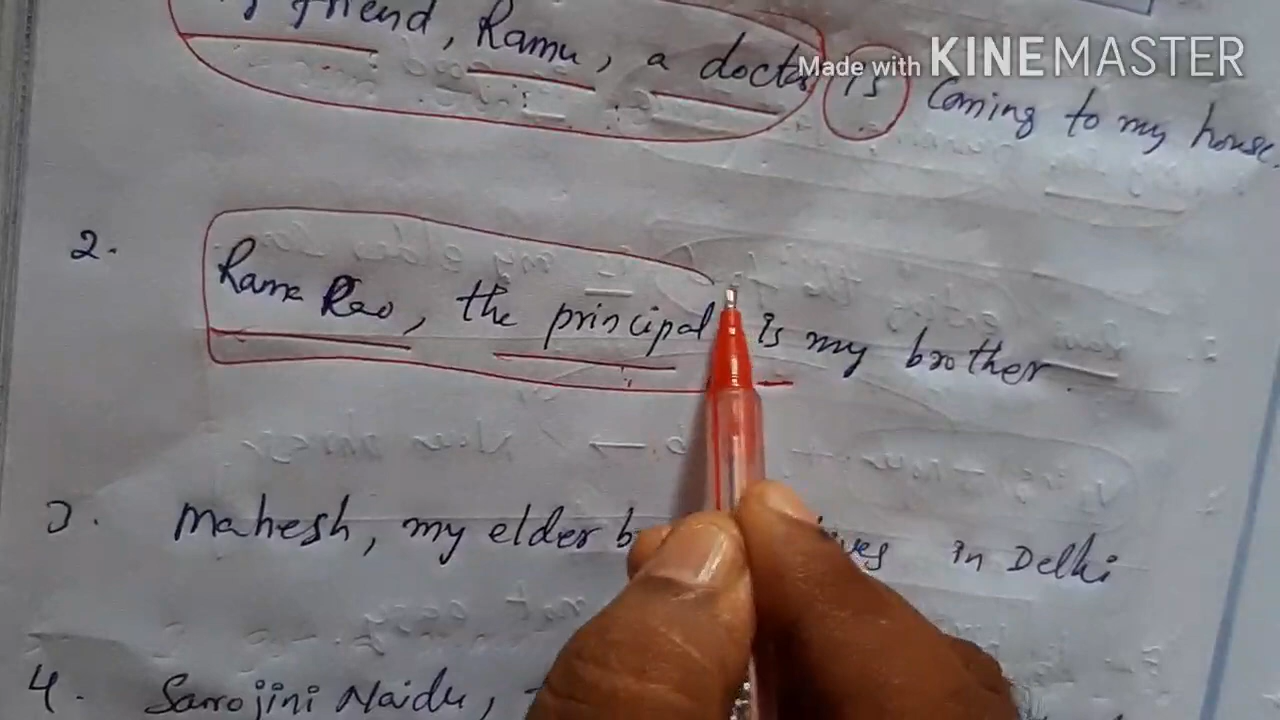 friend, Ramu, a doctor is coming to my house.
Made with KINEMASTER
2. Rama Rao, the principal is my brother.
3. Mahesh, my elder in Delhi
4. Sarojini Naidu,